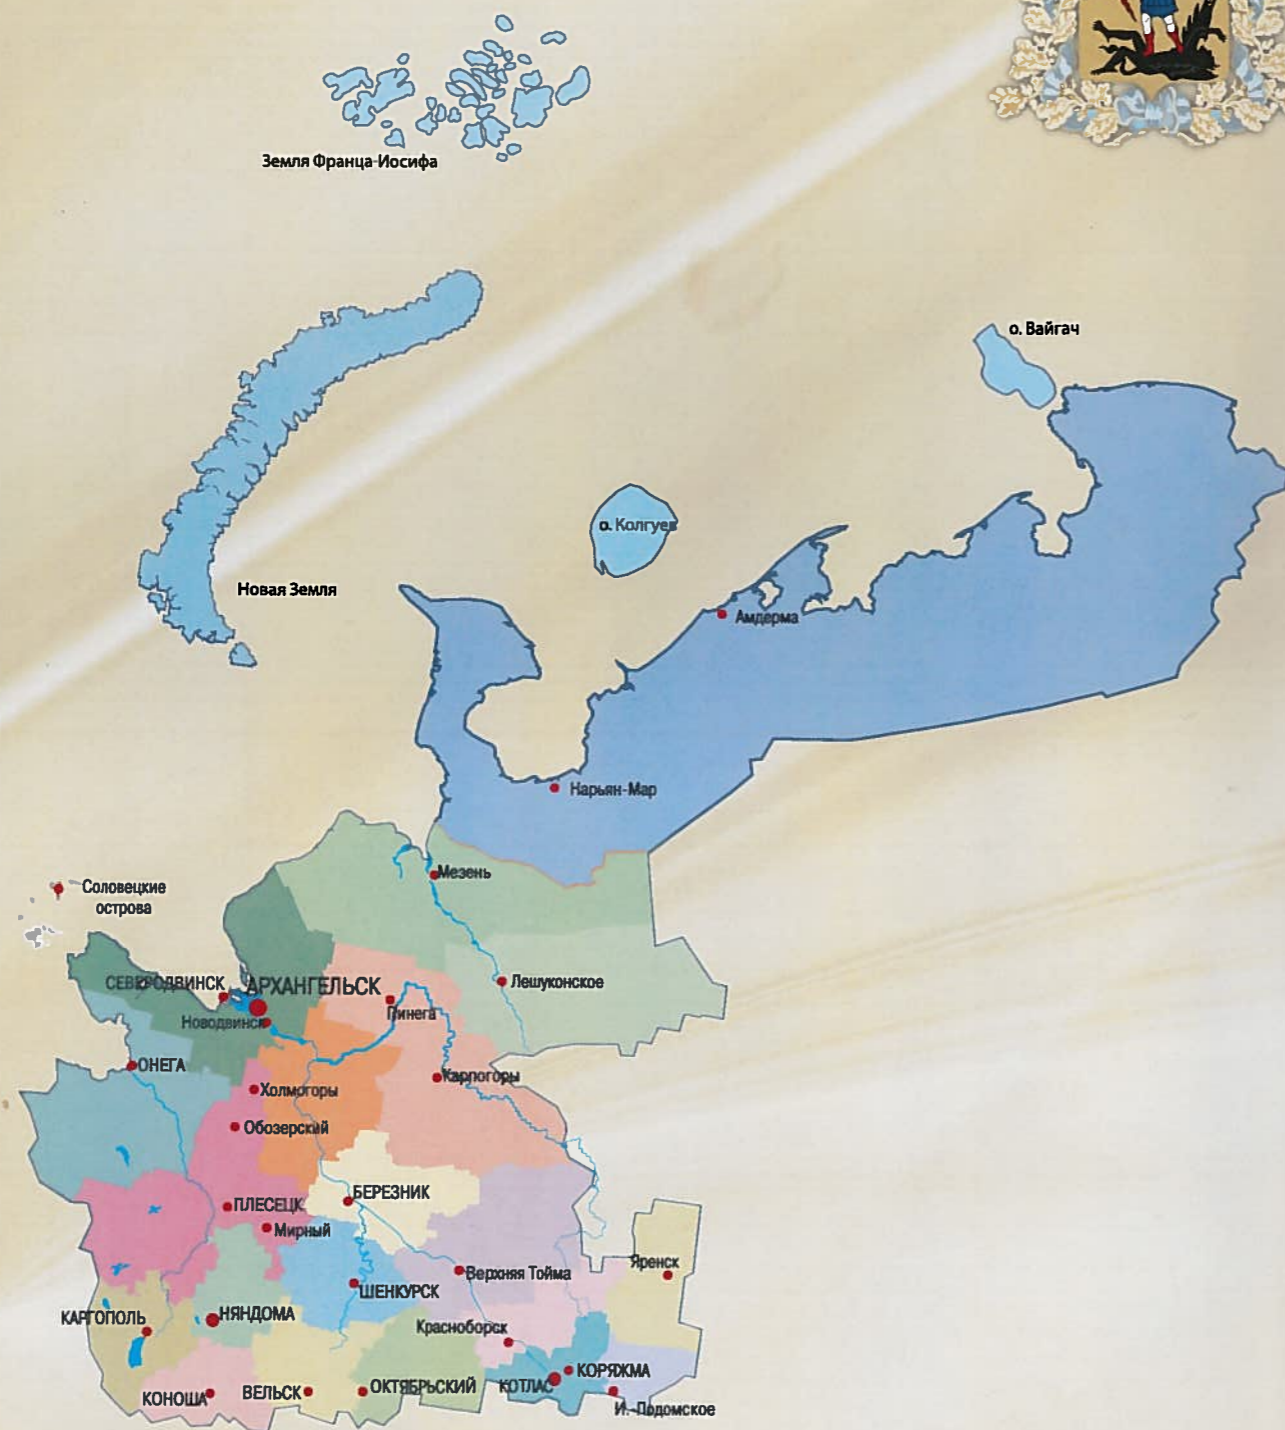 Земля Франца-Иосифа
о. Вайгач
о. Колгуев
Новая Земля
Амдерма
Нарьян-Мар
Мезень
Соловецкие
острова
СЕВЕРОДВИНСК
АРХАНГЕЛЬСК
Лешуконское
Пинега
Новодвинск
ОНЕГА
Карпогоры
Холмогоры
Обозерский
БЕРЕЗНИК
ПЛЕСЕЦК
Мирный
Яренск
Верхняя Тойма
ШЕНКУРСК
КАРГОПОЛЬ
НЯНДОМА
Красноборск
КОРЯЖМА
КОТЛАС
ОКТЯБРЬСКИЙ
ВЕЛЬСК
КОНОША
И.-Подомское